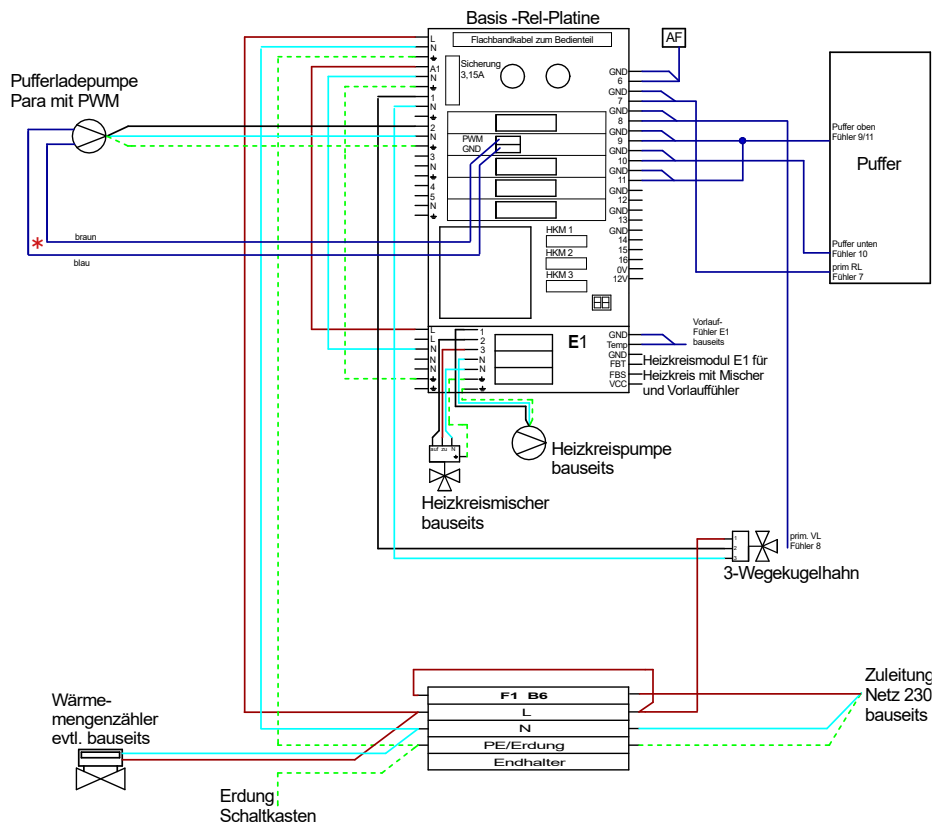 Basis -Rel-Platine
Flachbandkabel zum Bedienteil
Sicherung
3,15A
L
N
A1
N
1
N
2
N
3
N
4
5
N
PWM
GND
HKM 1
HKM 2
HKM 3
GND
6
GND
7
GND
8
GND
9
GND
10
GND
11
GND
12
GND
13
GND
14
15
16
0V
12V
AF
Pufferladepumpe
Para mit PWM
*
braun
blau
Puffer oben
Fühler 9/11
Puffer
Puffer unten
Fühler 10
prim RL
Fühler 7
L
L
N
N
N
1
2
3
N
N
E1
GND
Temp
GND
FBT
FBS
VCC
Vorlauf-
Fühler E1
bauseits
Heizkreismodul E1 für
Heizkreis mit Mischer
und Vorlauffühler
auf zu N
Heizkreismischer
bauseits
Heizkreispumpe
bauseits
1
2
3
prim. VL
Fühler 8
3-Wegekugelhahn
F1 B6
L
N
PE/Erdung
Endhalter
Zuleitung
Netz 230
bauseits
Wärme-
mengenzähler
evtl. bauseits
Erdung
Schaltkasten